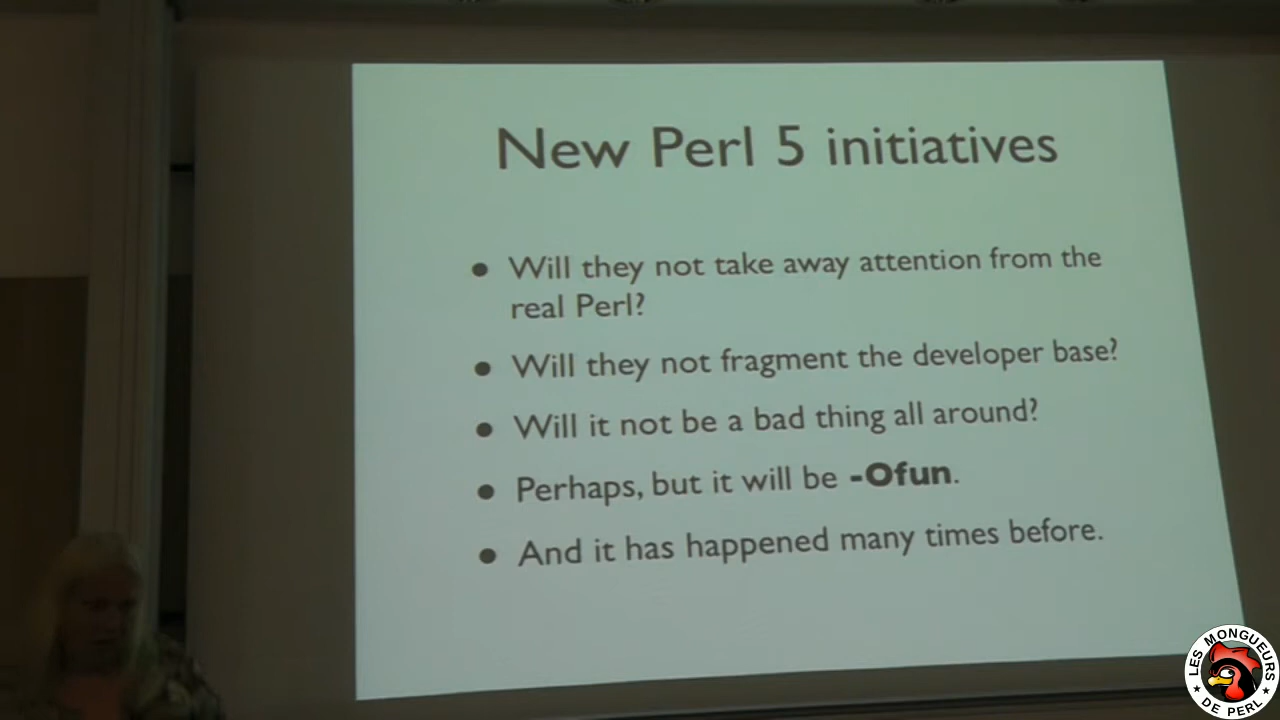 New Perl 5 initiatives
• Will they not take away attention from the
real Perl?
• Will they not fragment the developer base?
• Will it not be a bad thing all around?
• Perhaps, but it will be -Ofun.
• And it has happened many times before.
LES MONGUEURS
★ DE PERL ★